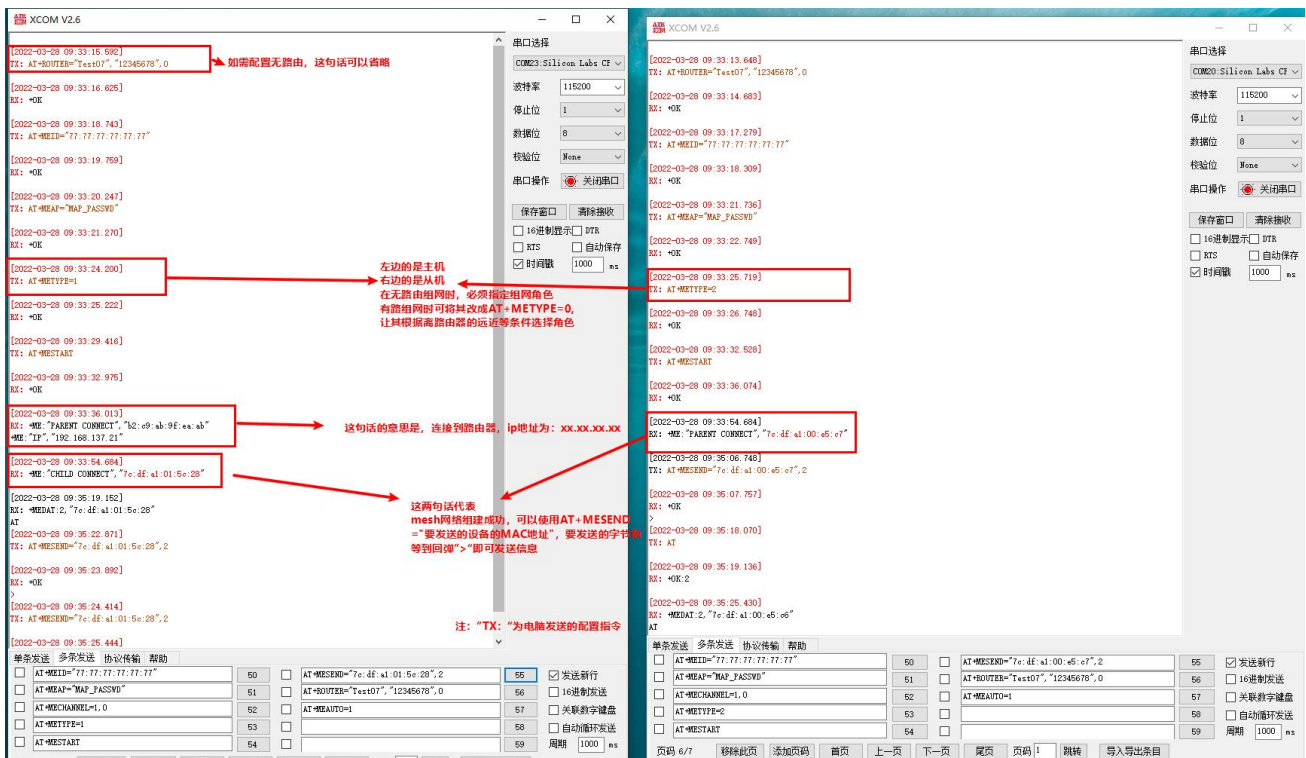 XCOM V2.6
[2022-03-28 09:33:15.592]
TX: AT+ROUTER="Test07","12345678",0
[2022-03-28 09:33:16.625]
RX: +OK
[2022-03-28 09:33:18.743]
TX: AT+MEID="77:77:77:77:77:77"
[2022-03-28 09:33:19.759]
RX: +OK
[2022-03-28 09:33:20.247]
TX: AT+MEAP="MAP_PASSWD"
[2022-03-28 09:33:21.270]
RX: +OK
[2022-03-28 09:33:24.200]
TX: AT+METYPE=1
[2022-03-28 09:33:25.222]
RX: +OK
[2022-03-28 09:33:29.416]
TX: AT+MESTART
[2022-03-28 09:33:32.975]
RX: +OK
[2022-03-28 09:33:36.013]
RX: +ME:"PARENT CONNECT","b2:c9:ab:9f:ea:ab"
+ME:"IP","192.168.137.21"
[2022-03-28 09:33:54.684]
RX: +ME:"CHILD CONNECT","7c:df:a1:01:5c:28"
[2022-03-28 09:35:19.152]
RX: +MEDAT:2,"7c:df:a1:01:5c:28"
AT
[2022-03-28 09:35:22.871]
TX: AT+MESEND="7c:df:a1:01:5c:28",2
[2022-03-28 09:35:23.892]
RX: +OK
>
[2022-03-28 09:35:24.414]
TX: AT+MESEND="7c:df:a1:01:5c:28",2
[2022-03-28 09:35:25.444]
如需配置无路由，这句话可以省略
左边的是主机
右边的是从机
在无路由组网时，必须指定组网角色
有路组网时可将其改成AT+METYPE=0,
让其根据离路由器的远近等条件选择角色
这句话的意思是，连接到路由器，ip地址为：xx.xx.xx.xx
这两句话代表
mesh网络组建成功，可以使用AT+MESEND
="要发送的设备的MAC地址"，要发送的字节
等到回弹">"即可发送信息
注："TX："为电脑发送的配置指令
串口选择
COM23:Silicon Labs CF
波特率 115200
停止位 1
数据位 8
校验位 None
串口操作 关闭串口
保存窗口 清除接收
16进制显示 DTR
RTS 自动保存
时间戳 1000 ms
单条发送 多条发送 协议传输 帮助
AT+MEID="77:77:77:77:77:77" 50 AT+MESEND="7c:df:a1:01:5c:28",2 55 发送新行
AT+MEAP="MAP_PASSWD" 51 AT+ROUTER="Test07","12345678",0 56 16进制发送
AT+MECHANNEL=1,0 52 AT+MEAUTO=1 57 关联数字键盘
AT+METYPE=1 53 58 自动循环发送
AT+MESTART 54 59 周期 1000 ms
XCOM V2.6
[2022-03-28 09:33:13.648]
TX: AT+ROUTER="Test07","12345678",0
[2022-03-28 09:33:14.683]
RX: +OK
[2022-03-28 09:33:17.279]
TX: AT+MEID="77:77:77:77:77:77"
[2022-03-28 09:33:18.309]
RX: +OK
[2022-03-28 09:33:21.736]
TX: AT+MEAP="MAP_PASSWD"
[2022-03-28 09:33:22.749]
RX: +OK
[2022-03-28 09:33:25.719]
TX: AT+METYPE=2
[2022-03-28 09:33:26.748]
RX: +OK
[2022-03-28 09:33:32.528]
TX: AT+MESTART
[2022-03-28 09:33:36.074]
RX: +OK
[2022-03-28 09:33:54.684]
RX: +ME:"PARENT CONNECT","7c:df:a1:00:e5:c7"
[2022-03-28 09:35:06.748]
TX: AT+MESEND="7c:df:a1:00:e5:c7",2
[2022-03-28 09:35:07.757]
RX: +OK
>
[2022-03-28 09:35:18.070]
TX: AT
[2022-03-28 09:35:19.136]
RX: +OK:2
[2022-03-28 09:35:25.430]
RX: +MEDAT:2,"7c:df:a1:00:e5:c6"
AT
串口选择
COM20:Silicon Labs CF
波特率 115200
停止位 1
数据位 8
校验位 None
串口操作 关闭串口
保存窗口 清除接收
16进制显示 DTR
RTS 自动保存
时间戳 1000 ms
单条发送 多条发送 协议传输 帮助
AT+MEID="77:77:77:77:77:77" 50 AT+MESEND="7c:df:a1:00:e5:c7",2 55 发送新行
AT+MEAP="MAP_PASSWD" 51 AT+ROUTER="Test07","12345678",0 56 16进制发送
AT+MECHANNEL=1,0 52 AT+MEAUTO=1 57 关联数字键盘
AT+METYPE=2 53 58 自动循环发送
AT+MESTART 54 59 周期 1000 ms
页码 6/7 移除此页 添加页码 首页 上一页 下一页 尾页 页码 1 跳转 导入导出条目